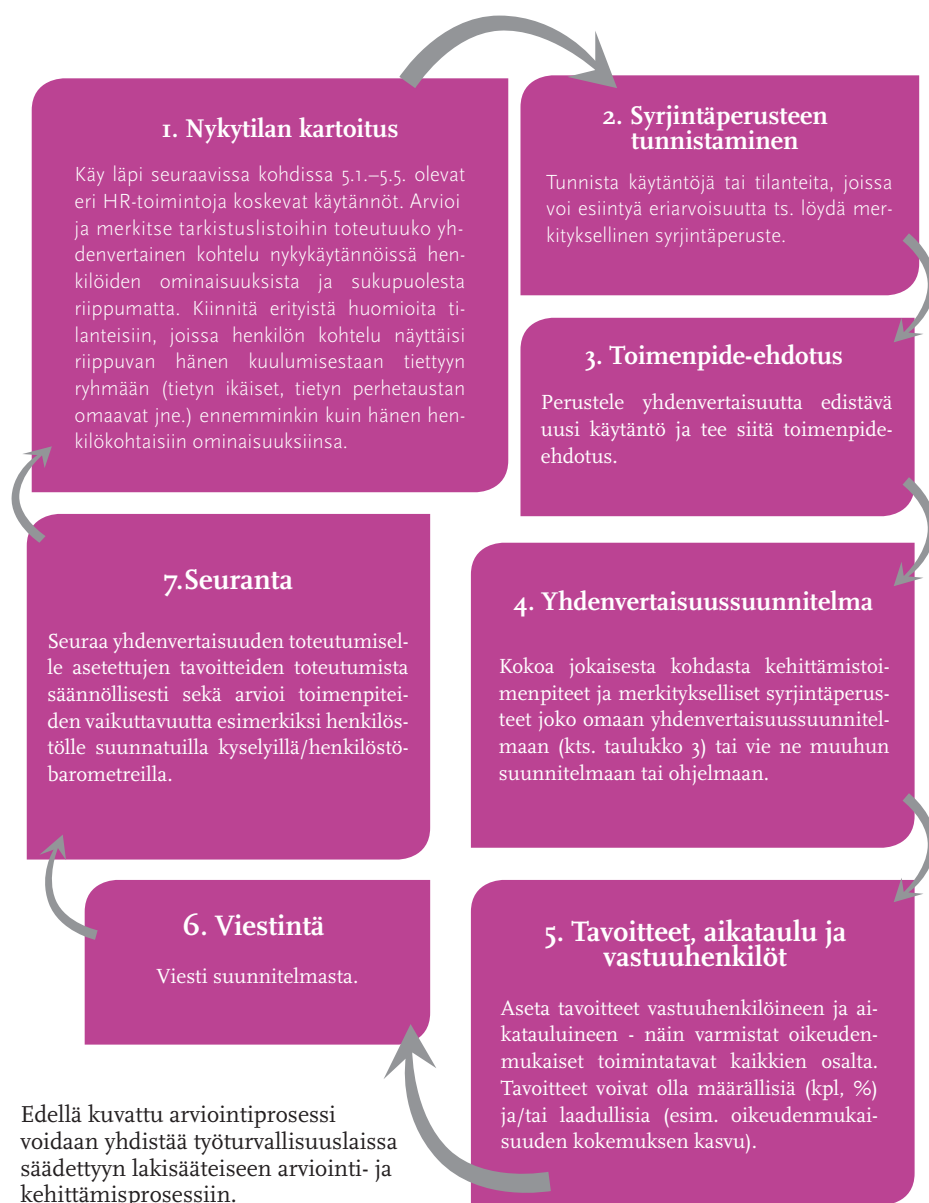 1. Nykytilan kartoitus
Käy läpi seuraavissa kohdissa 5.1.–5.5. olevat
eri HR-toimintoja koskevat käytännöt. Arvioi
ja merkitse tarkistuslistoihin toteutuuko yh-
denvertainen kohtelu nykykäytännöissä hen-
kilöiden ominaisuuksista ja sukupuolesta
riippumatta. Kiinnitä erityistä huomioita ti-
lanteisiin, joissa henkilön kohtelu näyttäisi
riippuvan hänen kuulumisestaan tiettyyn
ryhmään (tietyn ikäiset, tietyn perhetaustan
omaavat jne.) ennemminkin kuin hänen hen-
kilökohtaisiin ominaisuuksiinsa.
2. Syrjintäperusteen
tunnistaminen
Tunnista käytäntöjä tai tilanteita, joissa
voi esiintyä eriarvoisuutta ts. löydä mer-
kityksellinen syrjintäperuste.
3. Toimenpide-ehdotus
Perustele yhdenvertaisuutta edistävä
uusi käytäntö ja tee siitä toimenpide-
ehdotus.
4. Yhdenvertaisuussuunnitelma
Kokoa jokaisesta kohdasta kehittämistoi-
menpiteet ja merkitykselliset syrjintäperus-
teet joko omaan yhdenvertaisuussuunnitel-
maan (kts. taulukko 3) tai vie ne muuhun
suunnitelmaan tai ohjelmaan.
5. Tavoitteet, aikataulu ja
vastuuhenkilöt
Aseta tavoitteet vastuuhenkilöineen ja ai-
katauluineen - näin varmistat oikeuden-
mukaiset toimintatavat kaikkien osalta.
Tavoitteet voivat olla määrällisiä (kpl, %)
ja/tai laadullisia (esim. oikeudenmukai-
suuden kokemuksen kasvu).
6. Viestintä
Viesti suunnitelmasta.
7.Seuranta
Seuraa yhdenvertaisuuden toteutumisel-
le asetettujen tavoitteiden toteutumista
säännöllisesti sekä arvioi toimenpitei-
den vaikuttavuutta esimerkiksi henkilös-
tölle suunnatuilla kyselyillä/henkilöstö-
barometreilla.
Edellä kuvattu arviointiprosessi
voidaan yhdistää työturvallisuuslaissa
säädettyyn lakisääteiseen arviointi- ja
kehittämisprosessiin.